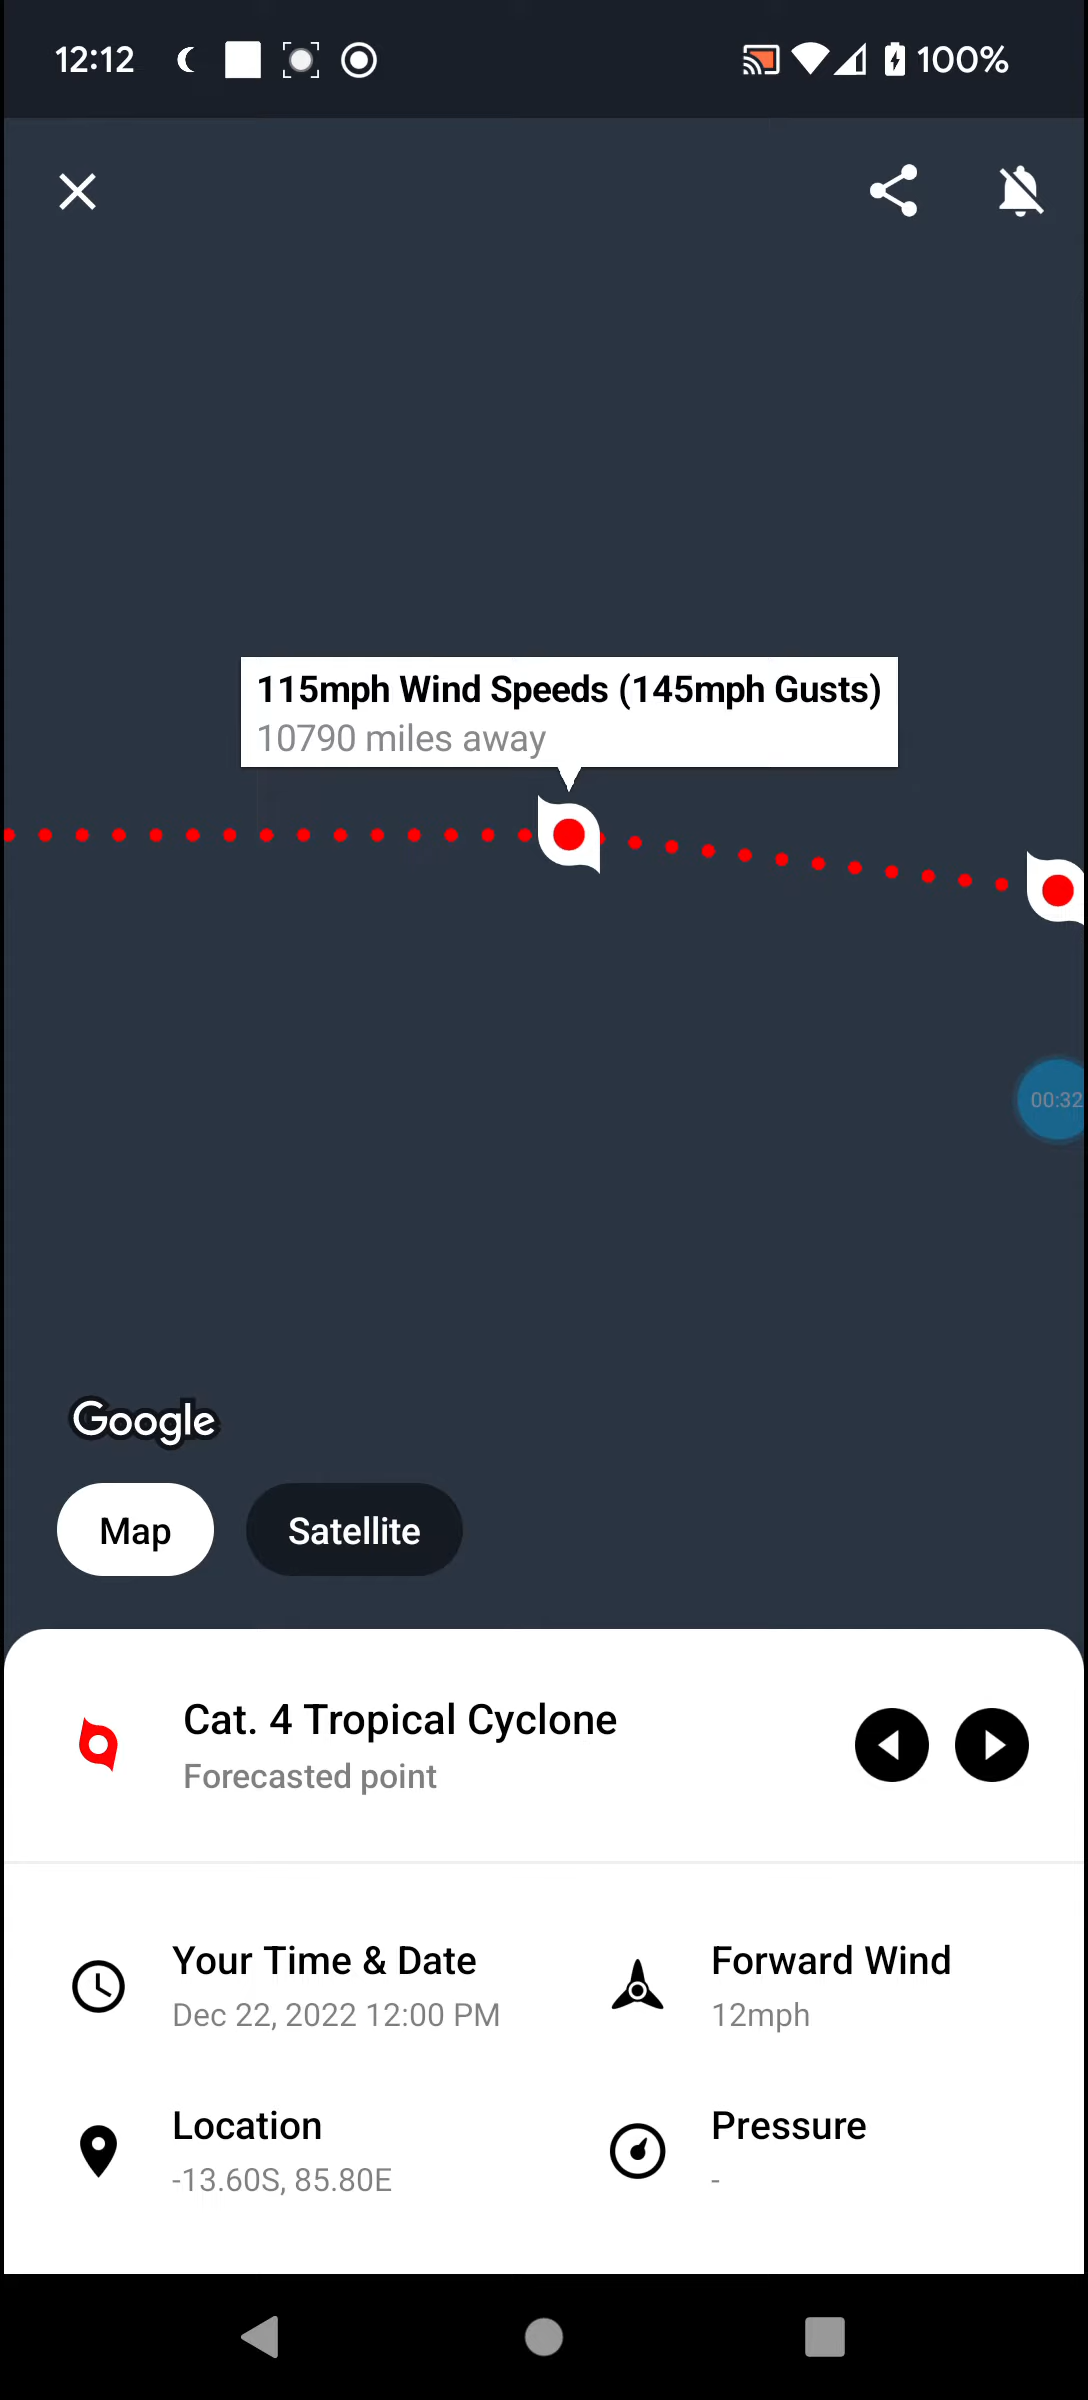 12:12
100%
115mph Wind Speeds (145mph Gusts)
10790 miles away
00:32
Google
Map
Satellite
Cat. 4 Tropical Cyclone
Forecasted point
Your Time & Date
Dec 22, 2022 12:00 PM
Forward Wind
12mph
Location
-13.60S, 85.80E
Pressure
-